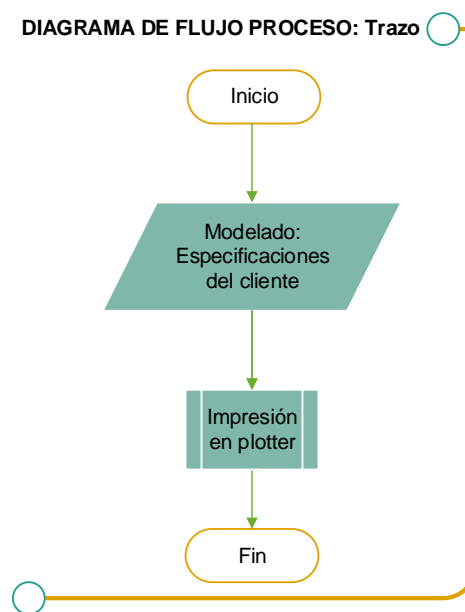 DIAGRAMA DE FLUJO PROCESO: Trazo
Inicio
Modelado:
Especificaciones
del cliente
Impresión
en plotter
Fin